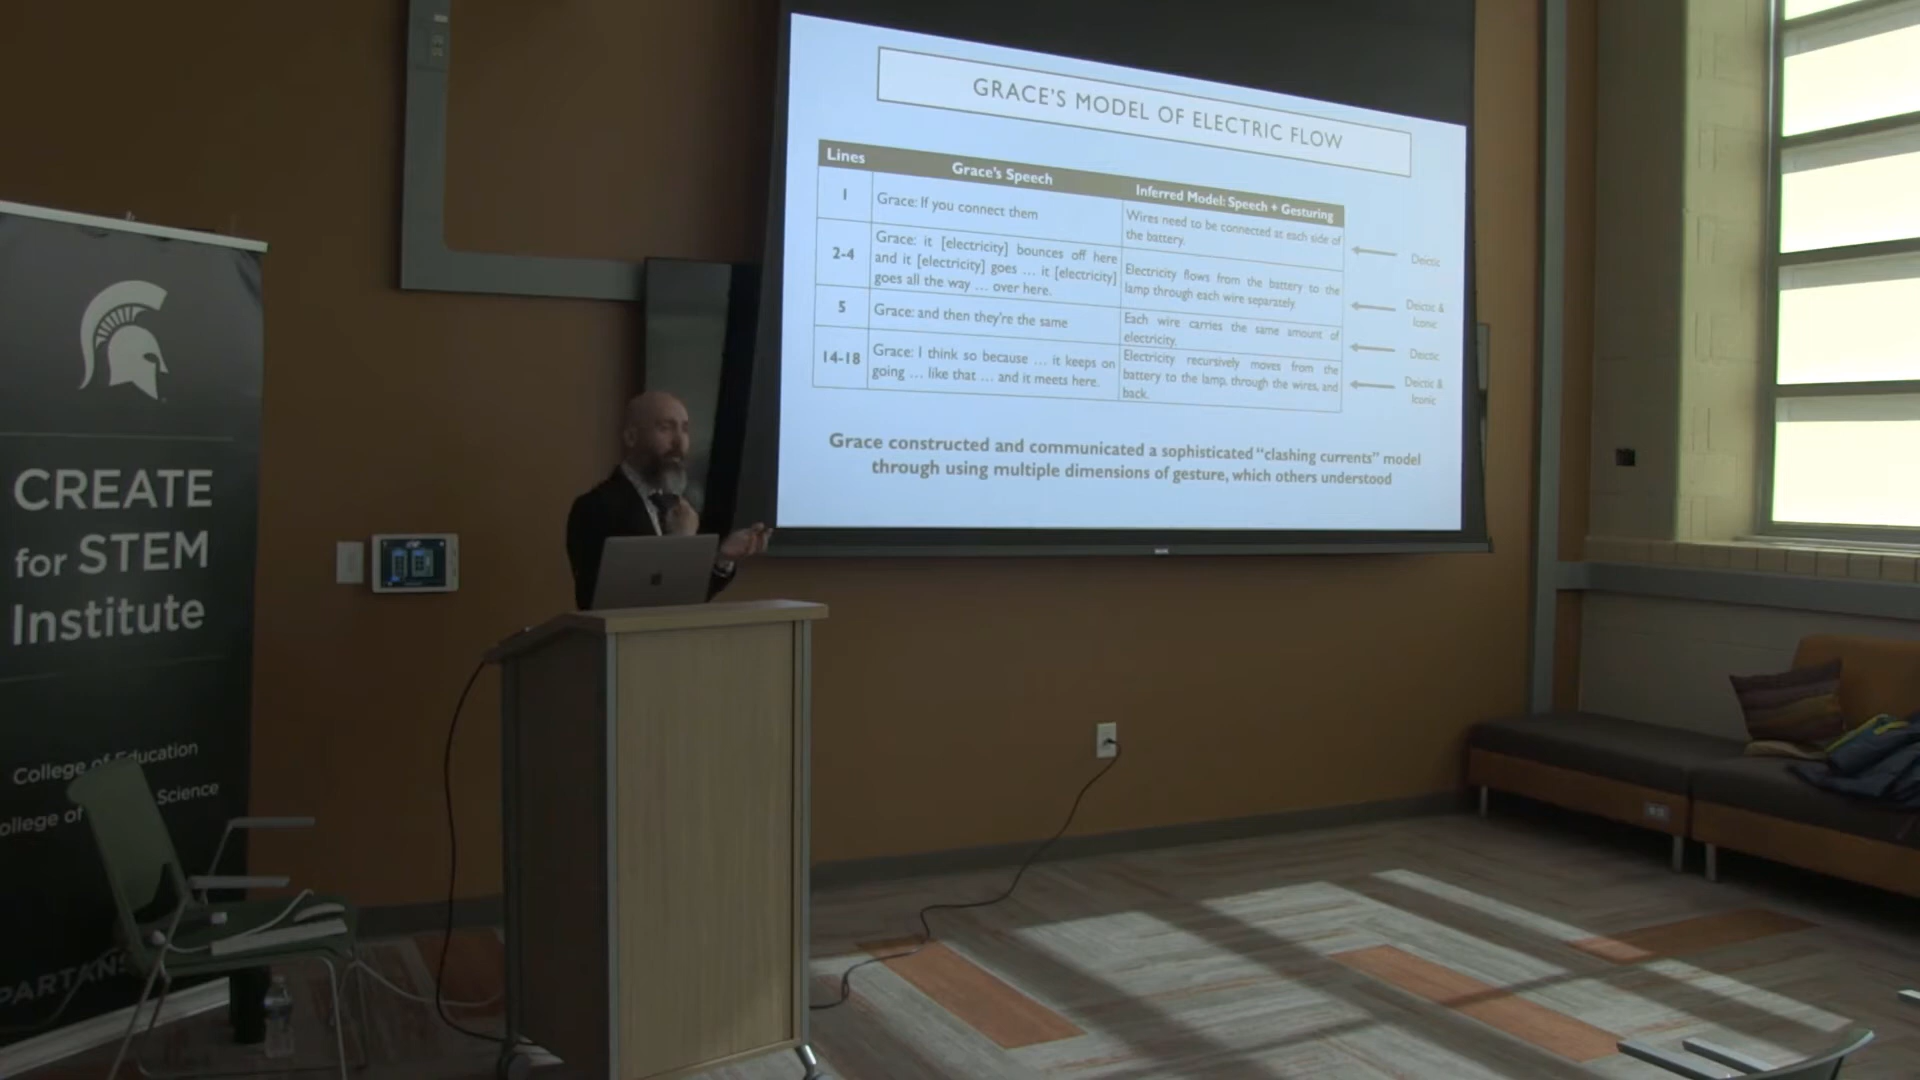 GRACE'S MODEL OF ELECTRIC FLOW
Lines
Grace's Speech
Inferred Model: Speech + Gesturing
1
Grace: If you connect them
Wires need to be connected at each side of
the battery.
Deictic
2-4
Grace: it [electricity] bounces off here
and it [electricity] goes ... it [electricity]
goes all the way ... over here.
Electricity flows from the battery to the
lamp through each wire separately.
Deictic &
Iconic
5
Grace: and then they're the same
Each wire carries the same amount of
electricity.
Deictic
14-18
Grace: I think so because ... it keeps on
going ... like that ... and it meets here.
Electricity recursively moves from the
battery to the lamp, through the wires, and
back.
Deictic &
Iconic
Grace constructed and communicated a sophisticated "clashing currents" model
through using multiple dimensions of gesture, which others understood
CREATE
for STEM
Institute
College of Education
College of
Science